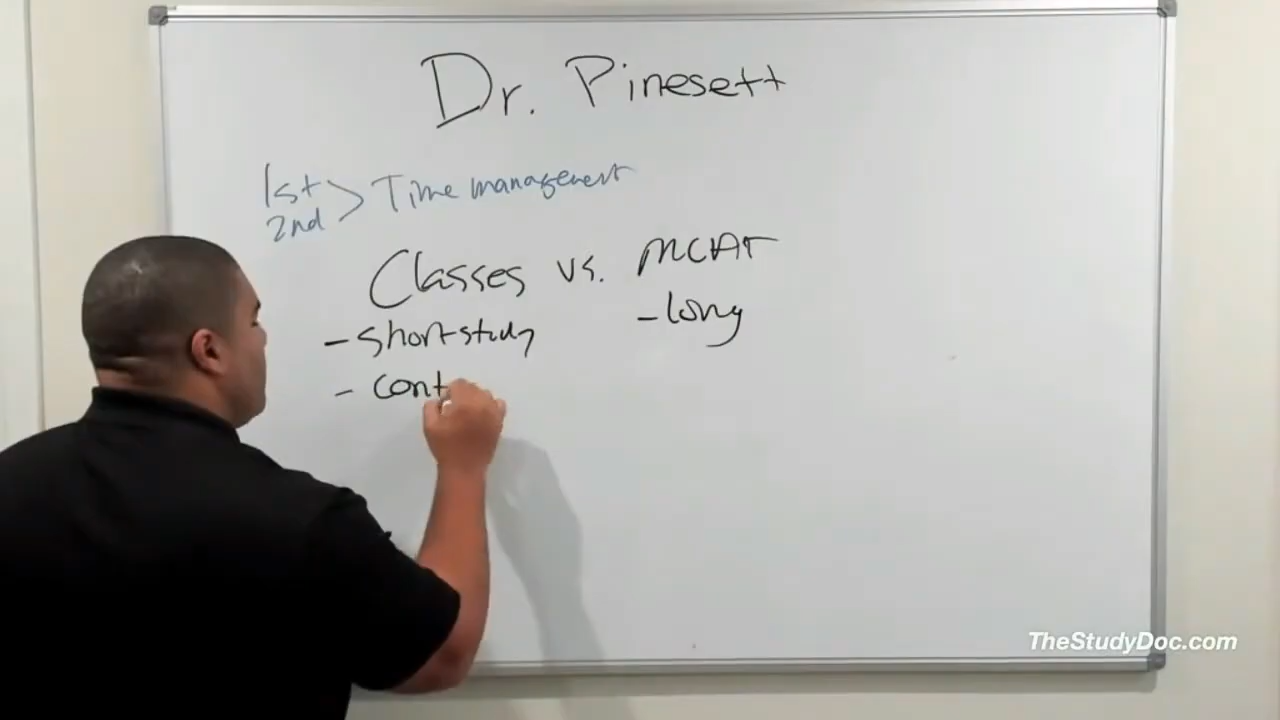 Dr. Pinesett
1st > Time management
2nd
Classes vs. MCAT
- short study
- long
- cont
TheStudyDoc.com